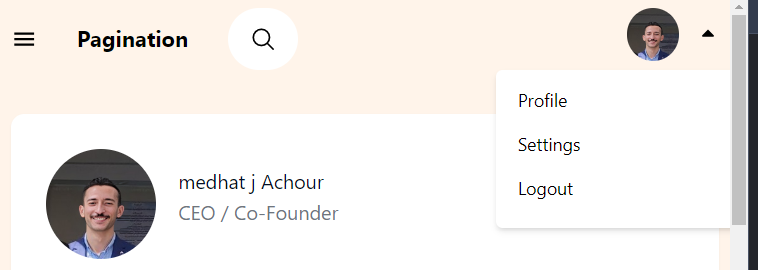 Pagination
Profile
Settings
Logout
medhat j Achour
CEO / Co-Founder